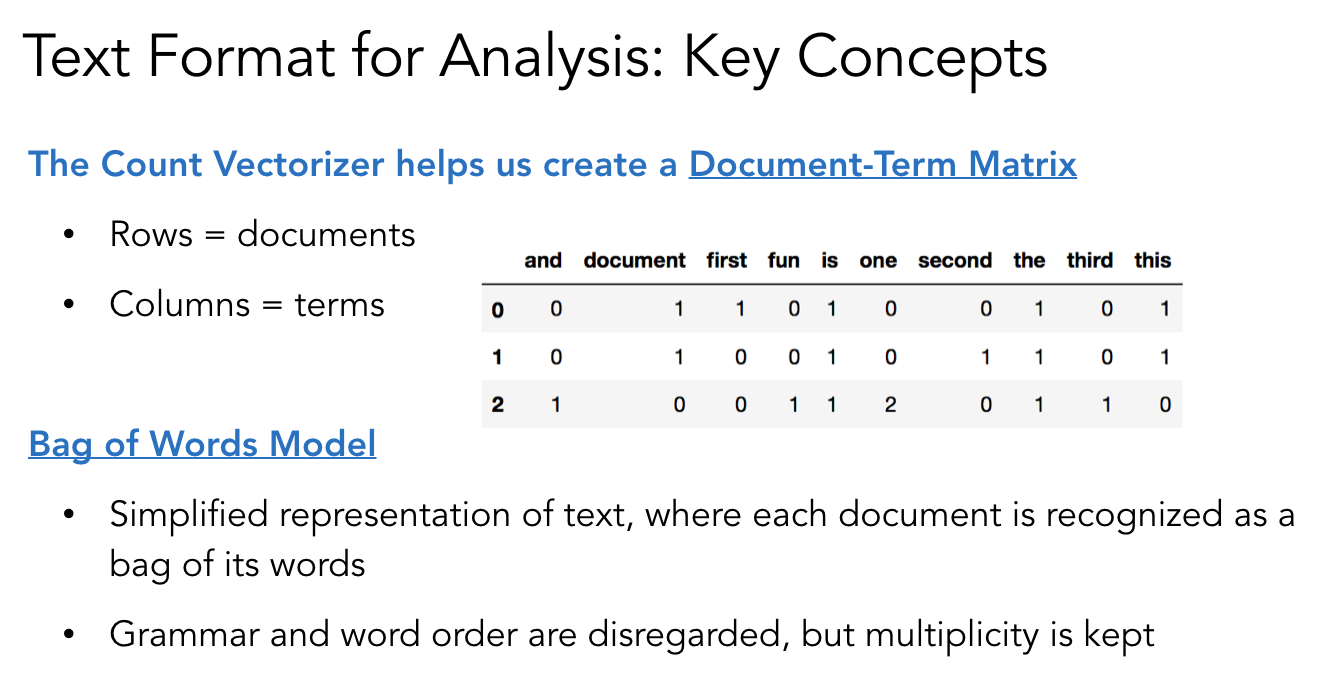 Text Format for Analysis: Key Concepts
The Count Vectorizer helps us create a Document-Term Matrix
• Rows = documents
• Columns = terms
and document first fun is one second the third this
0 0 1 1 0 1 0 0 1 0 1
1 0 1 0 0 1 0 1 1 0 1
2 1 0 0 1 1 2 0 1 1 0
Bag of Words Model
• Simplified representation of text, where each document is recognized as a
bag of its words
• Grammar and word order are disregarded, but multiplicity is kept